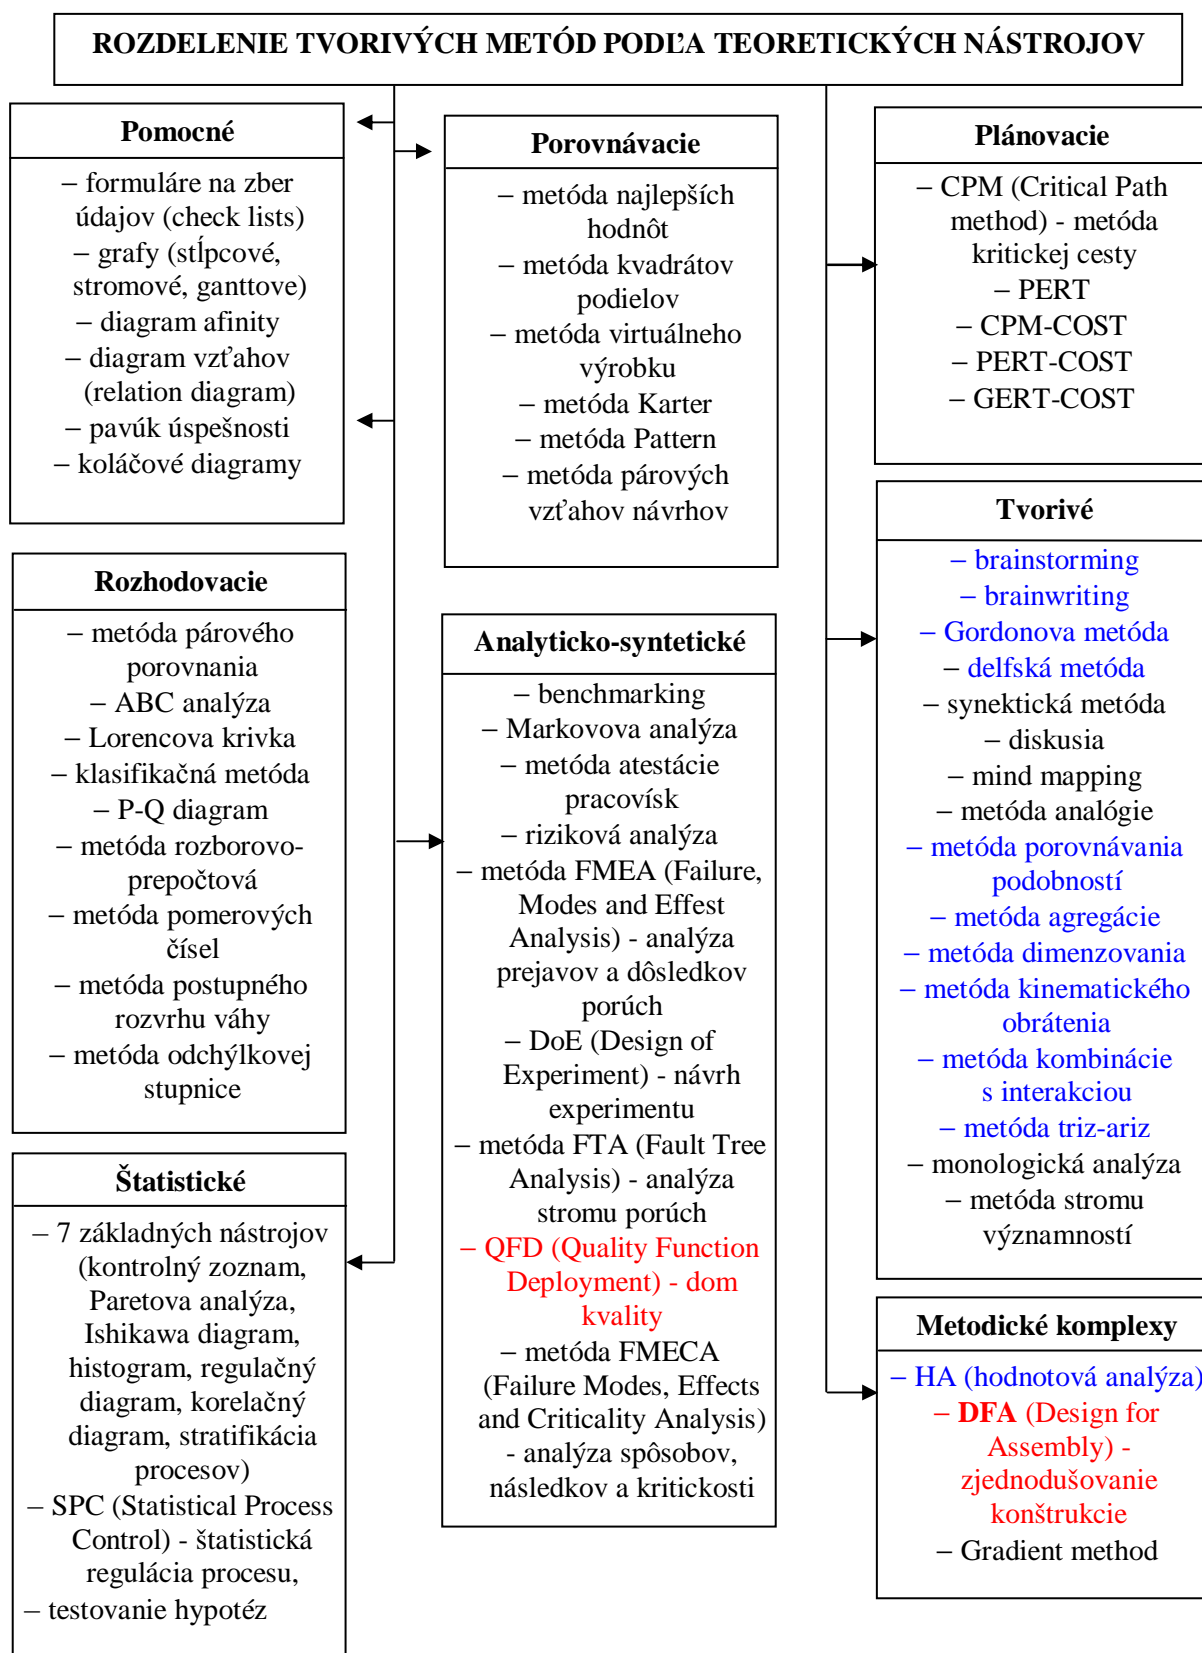 ROZDELENIE TVORIVÝCH METÓD PODĽA TEORETICKÝCH NÁSTROJOV
Pomocné
– formuláre na zber
údajov (check lists)
– grafy (stĺpcové,
stromové, ganttove)
– diagram afinity
– diagram vzťahov
(relation diagram)
– pavúk úspešnosti
– koláčové diagramy
Rozhodovacie
– metóda párového
porovnania
– ABC analýza
– Lorencova krivka
– klasifikačná metóda
– P-Q diagram
– metóda rozborovo-
prepočtová
– metóda pomerových
čísel
– metóda postupného
rozvrhu váhy
– metóda odchýlkovej
stupnice
Štatistické
– 7 základných nástrojov
(kontrolný zoznam,
Paretova analýza,
Ishikawa diagram,
histogram, regulačný
diagram, korelačný
diagram, stratifikácia
procesov)
– SPC (Statistical Process
Control) - štatistická
regulácia procesu,
– testovanie hypotéz
Porovnávacie
– metóda najlepších
hodnôt
– metóda kvadrátov
podielov
– metóda virtuálneho
výrobku
– metóda Karter
– metóda Pattern
– metóda párových
vzťahov návrhov
Analyticko-syntetické
– benchmarking
– Markovova analýza
– metóda atestácie
pracovísk
– riziková analýza
– metóda FMEA (Failure,
Modes and Effest
Analysis) - analýza
prejavov a dôsledkov
porúch
– DoE (Design of
Experiment) - návrh
experimentu
– metóda FTA (Fault Tree
Analysis) - analýza
stromu porúch
– QFD (Quality Function
Deployment) - dom
kvality
– metóda FMECA
(Failure Modes, Effects
and Criticality Analysis)
- analýza spôsobov,
následkov a kritickosti
Plánovacie
– CPM (Critical Path
method) - metóda
kritickej cesty
– PERT
– CPM-COST
– PERT-COST
– GERT-COST
Tvorivé
– brainstorming
– brainwriting
– Gordonova metóda
– delfská metóda
– synektická metóda
– diskusia
– mind mapping
– metóda analógie
– metóda porovnávania
podobností
– metóda agregácie
– metóda dimenzovania
– metóda kinematického
obrátenia
– metóda kombinácie
s interakciou
– metóda triz-ariz
– monologická analýza
– metóda stromu
významností
Metodické komplexy
– HA (hodnotová analýza)
– DFA (Design for
Assembly) -
zjednodušovanie
konštrukcie
– Gradient method